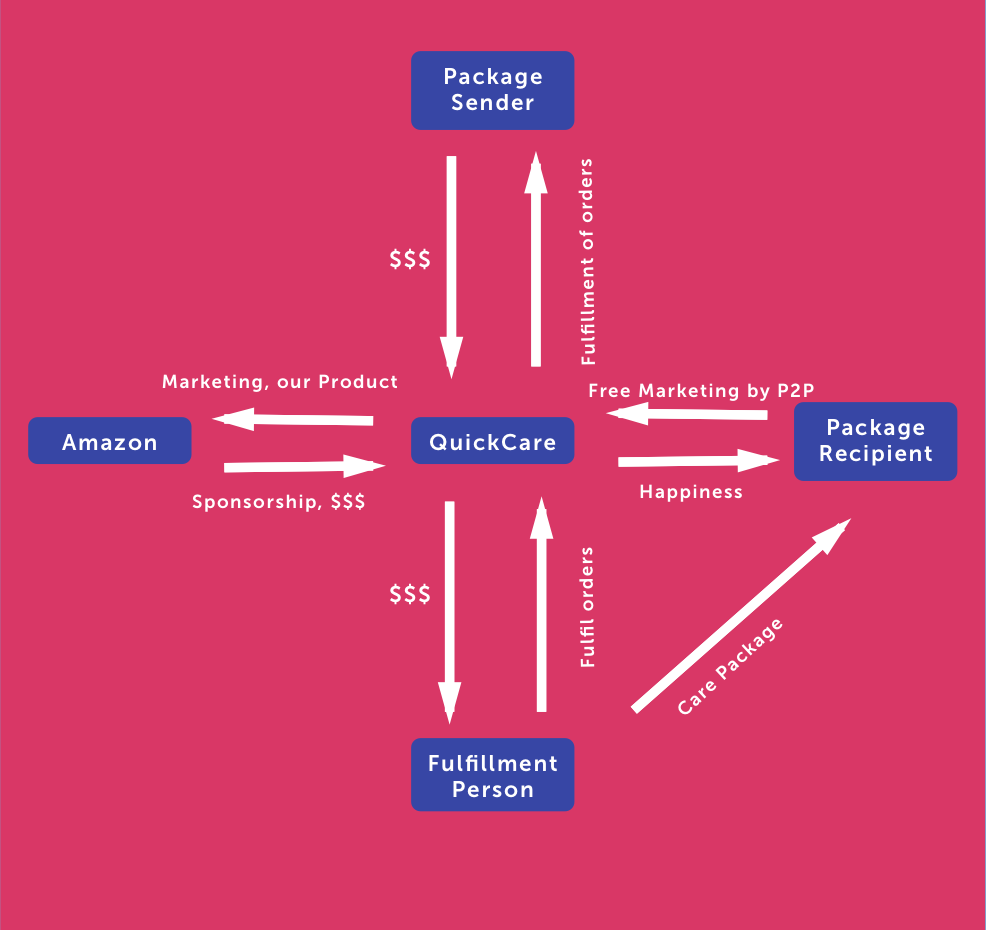 Package
Sender
$$$
Fulfillment of orders
Marketing, our Product
Free Marketing by P2P
Amazon
QuickCare
Package
Recipient
Sponsorship, $$$
Happiness
$$$
Fulfil orders
Care Package
Fulfillment
Person